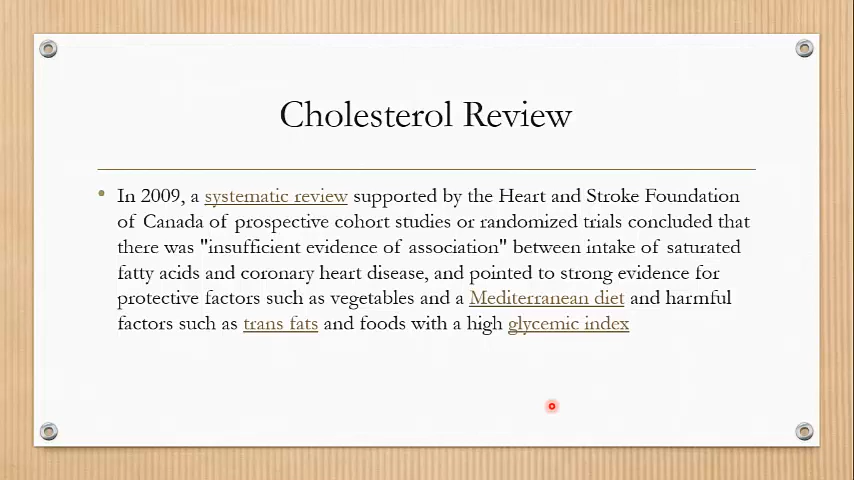 Cholesterol Review
In 2009, a systematic review supported by the Heart and Stroke Foundation
of Canada of prospective cohort studies or randomized trials concluded that
there was "insufficient evidence of association" between intake of saturated
fatty acids and coronary heart disease, and pointed to strong evidence for
protective factors such as vegetables and a Mediterranean diet and harmful
factors such as trans fats and foods with a high glycemic index